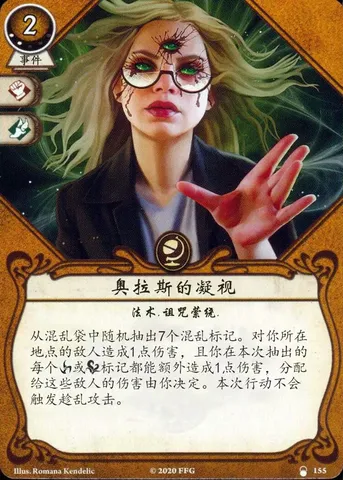 2
事件
奥拉斯的凝视
法术.诅咒萦绕.
从混乱袋中随机抽出7个混乱标记。对你所在
地点的敌人造成1点伤害，且你在本次抽出的
每个或标记都能额外造成1点伤害，分配
给这些敌人的伤害由你决定。本次行动不会
触发趁乱攻击。
Illus. Romana Kendelic © 2020 FFG 155